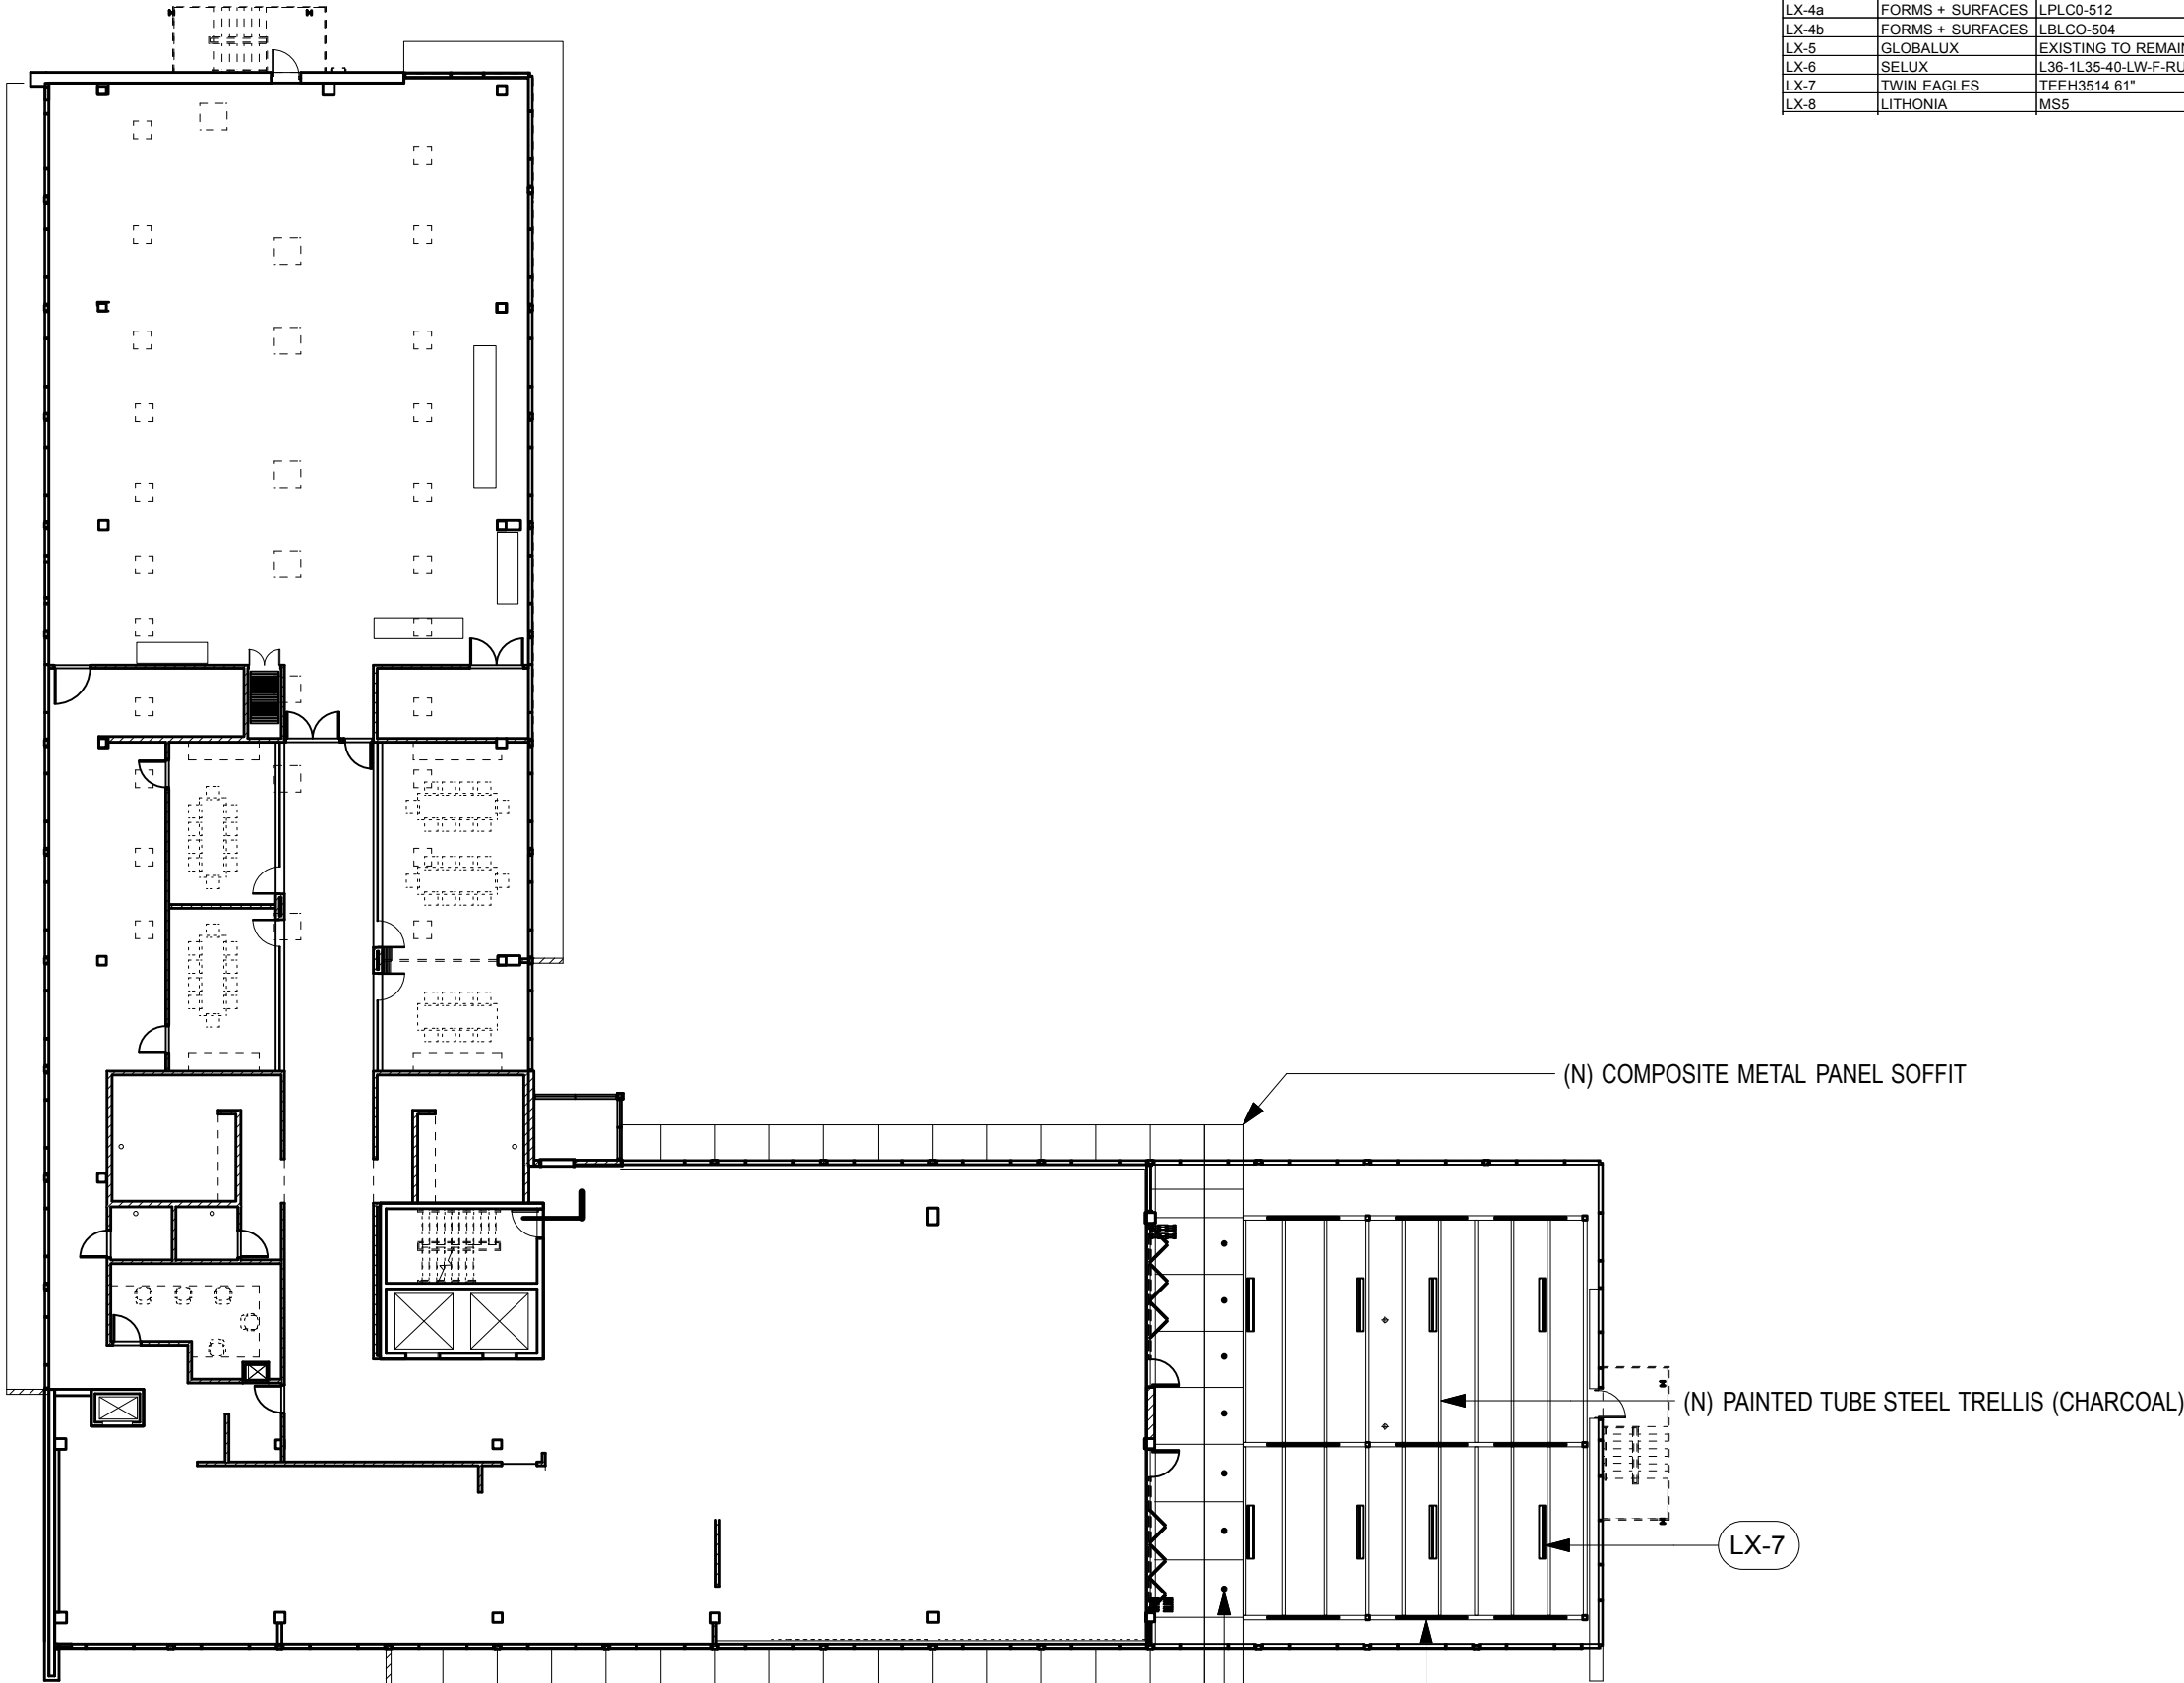 LX-4a FORMS + SURFACES LPLC0-512
LX-4b FORMS + SURFACES LBLCO-504
LX-5 GLOBALUX EXISTING TO REMAIN
LX-6 SELUX L36-1L35-40-LW-F-RU
LX-7 TWIN EAGLES TEEH3514 61"
LX-8 LITHONIA MS5
(N) COMPOSITE METAL PANEL SOFFIT
(N) PAINTED TUBE STEEL TRELLIS (CHARCOAL)
LX-7